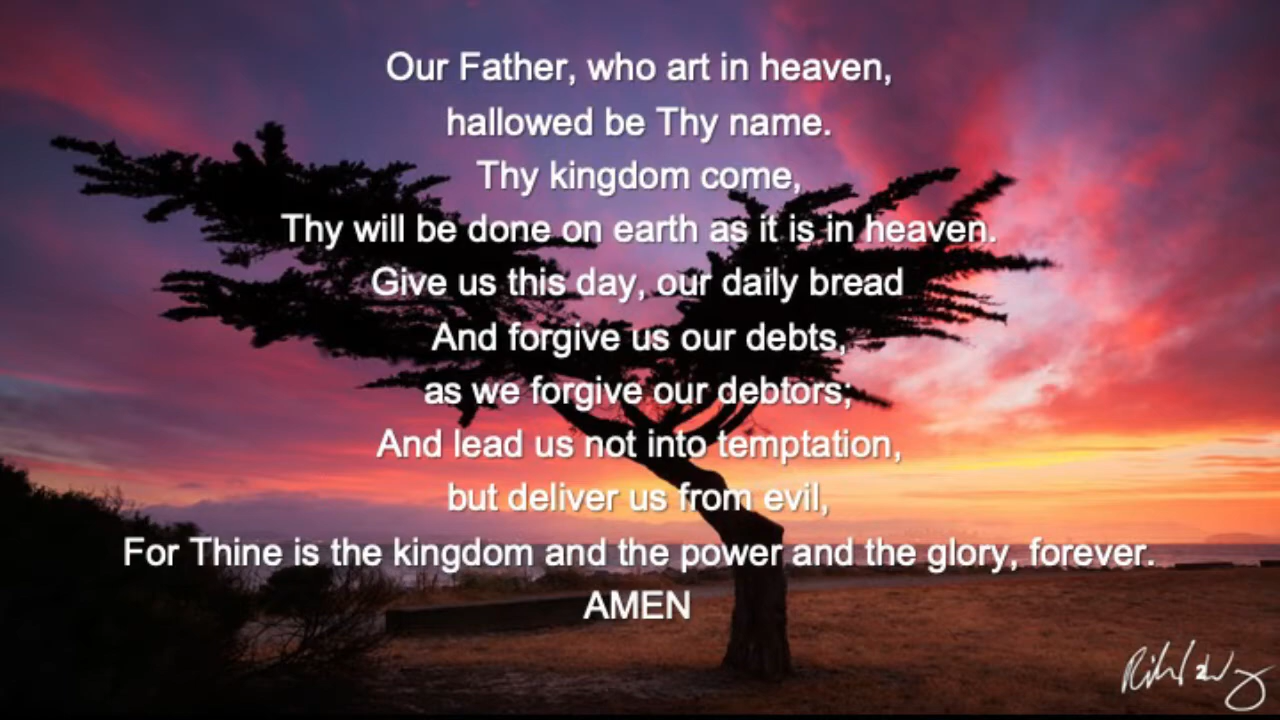 Our Father, who art in heaven,
hallowed be Thy name.
Thy kingdom come,
Thy will be done on earth as it is in heaven.
Give us this day, our daily bread
And forgive us our debts,
as we forgive our debtors;
And lead us not into temptation,
but deliver us from evil,
For Thine is the kingdom and the power and the glory, forever.
AMEN